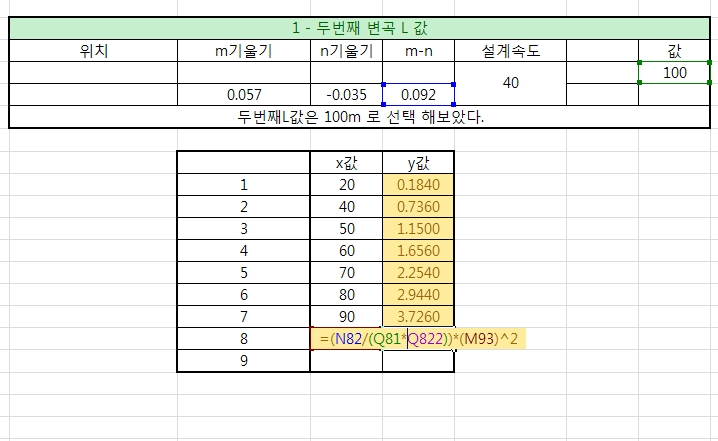 1 - 두번째 변곡 L 값
위치 m기울기 n기울기 m-n 설계속도 값
40 100
0.057 -0.035 0.092
두번째L값은 100m 로 선택 해보았다.
x값 y값
1 20 0.1840
2 40 0.7360
3 50 1.1500
4 60 1.6560
5 70 2.2540
6 80 2.9440
7 90 3.7260
8 =(N82/(Q81*Q822))*(M93)^2
9